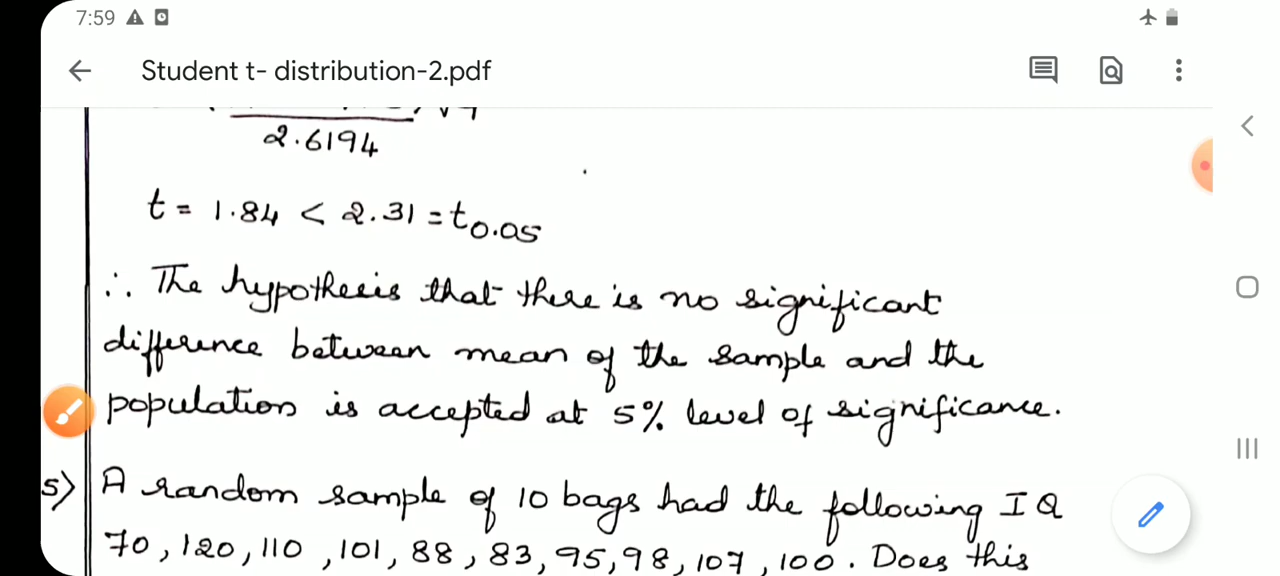 7:59
Student t- distribution-2.pdf
2.6194
t = 1.84 < 2.31 = t0.05
∴ The hypothesis that there is no significant
difference between mean of the sample and the
population is accepted at 5% level of significance.
5) A random sample of 10 bags had the following IQ
70, 120, 110, 101, 88, 83, 95, 98, 107, 100. Does this